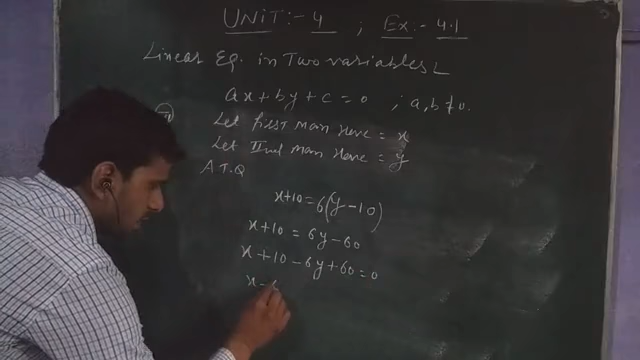 UNIT:- 4 ; Ex:- 4.1
Linear Eq. in Two variables
ax + by + c = 0 ; a, b ≠ 0.
Let first man have = x
Let IInd man have = y
A.T.Q
x+10 = 6(y-10)
x+10 = 6y-60
x+10-6y+60=0
x-